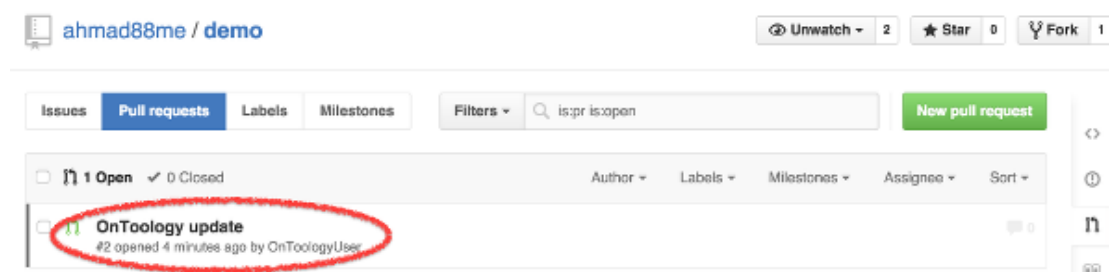 ahmad88me / demo
Unwatch 2 Star 0 Fork 1
Issues Pull requests Labels Milestones Filters is:pr is:open New pull request
1 Open 0 Closed Author Labels Milestones Assignee Sort
OnToology update 0
#2 opened 4 minutes ago by OnToologyUser